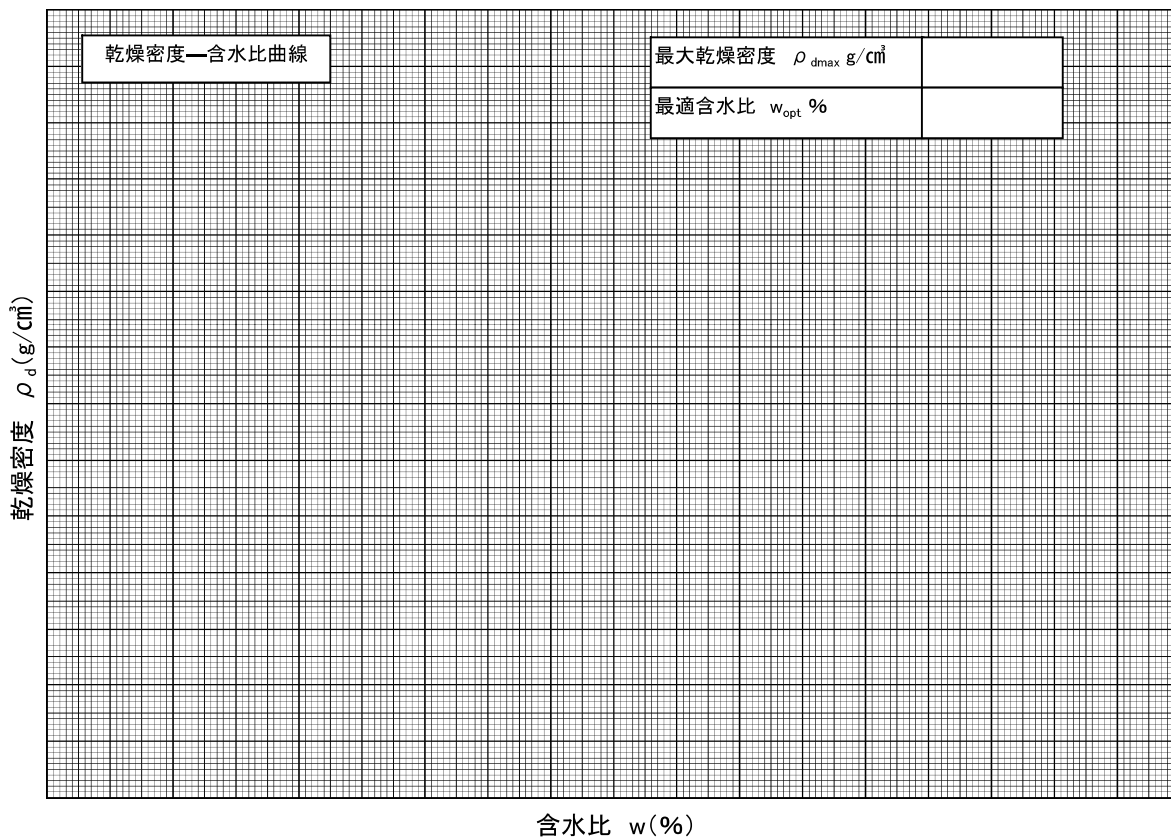 乾燥密度―含水比曲線
最大乾燥密度 ρdmax g/c㎥
最適含水比 wopt %
乾燥密度 ρd(g/c㎥)
含水比 w(%)